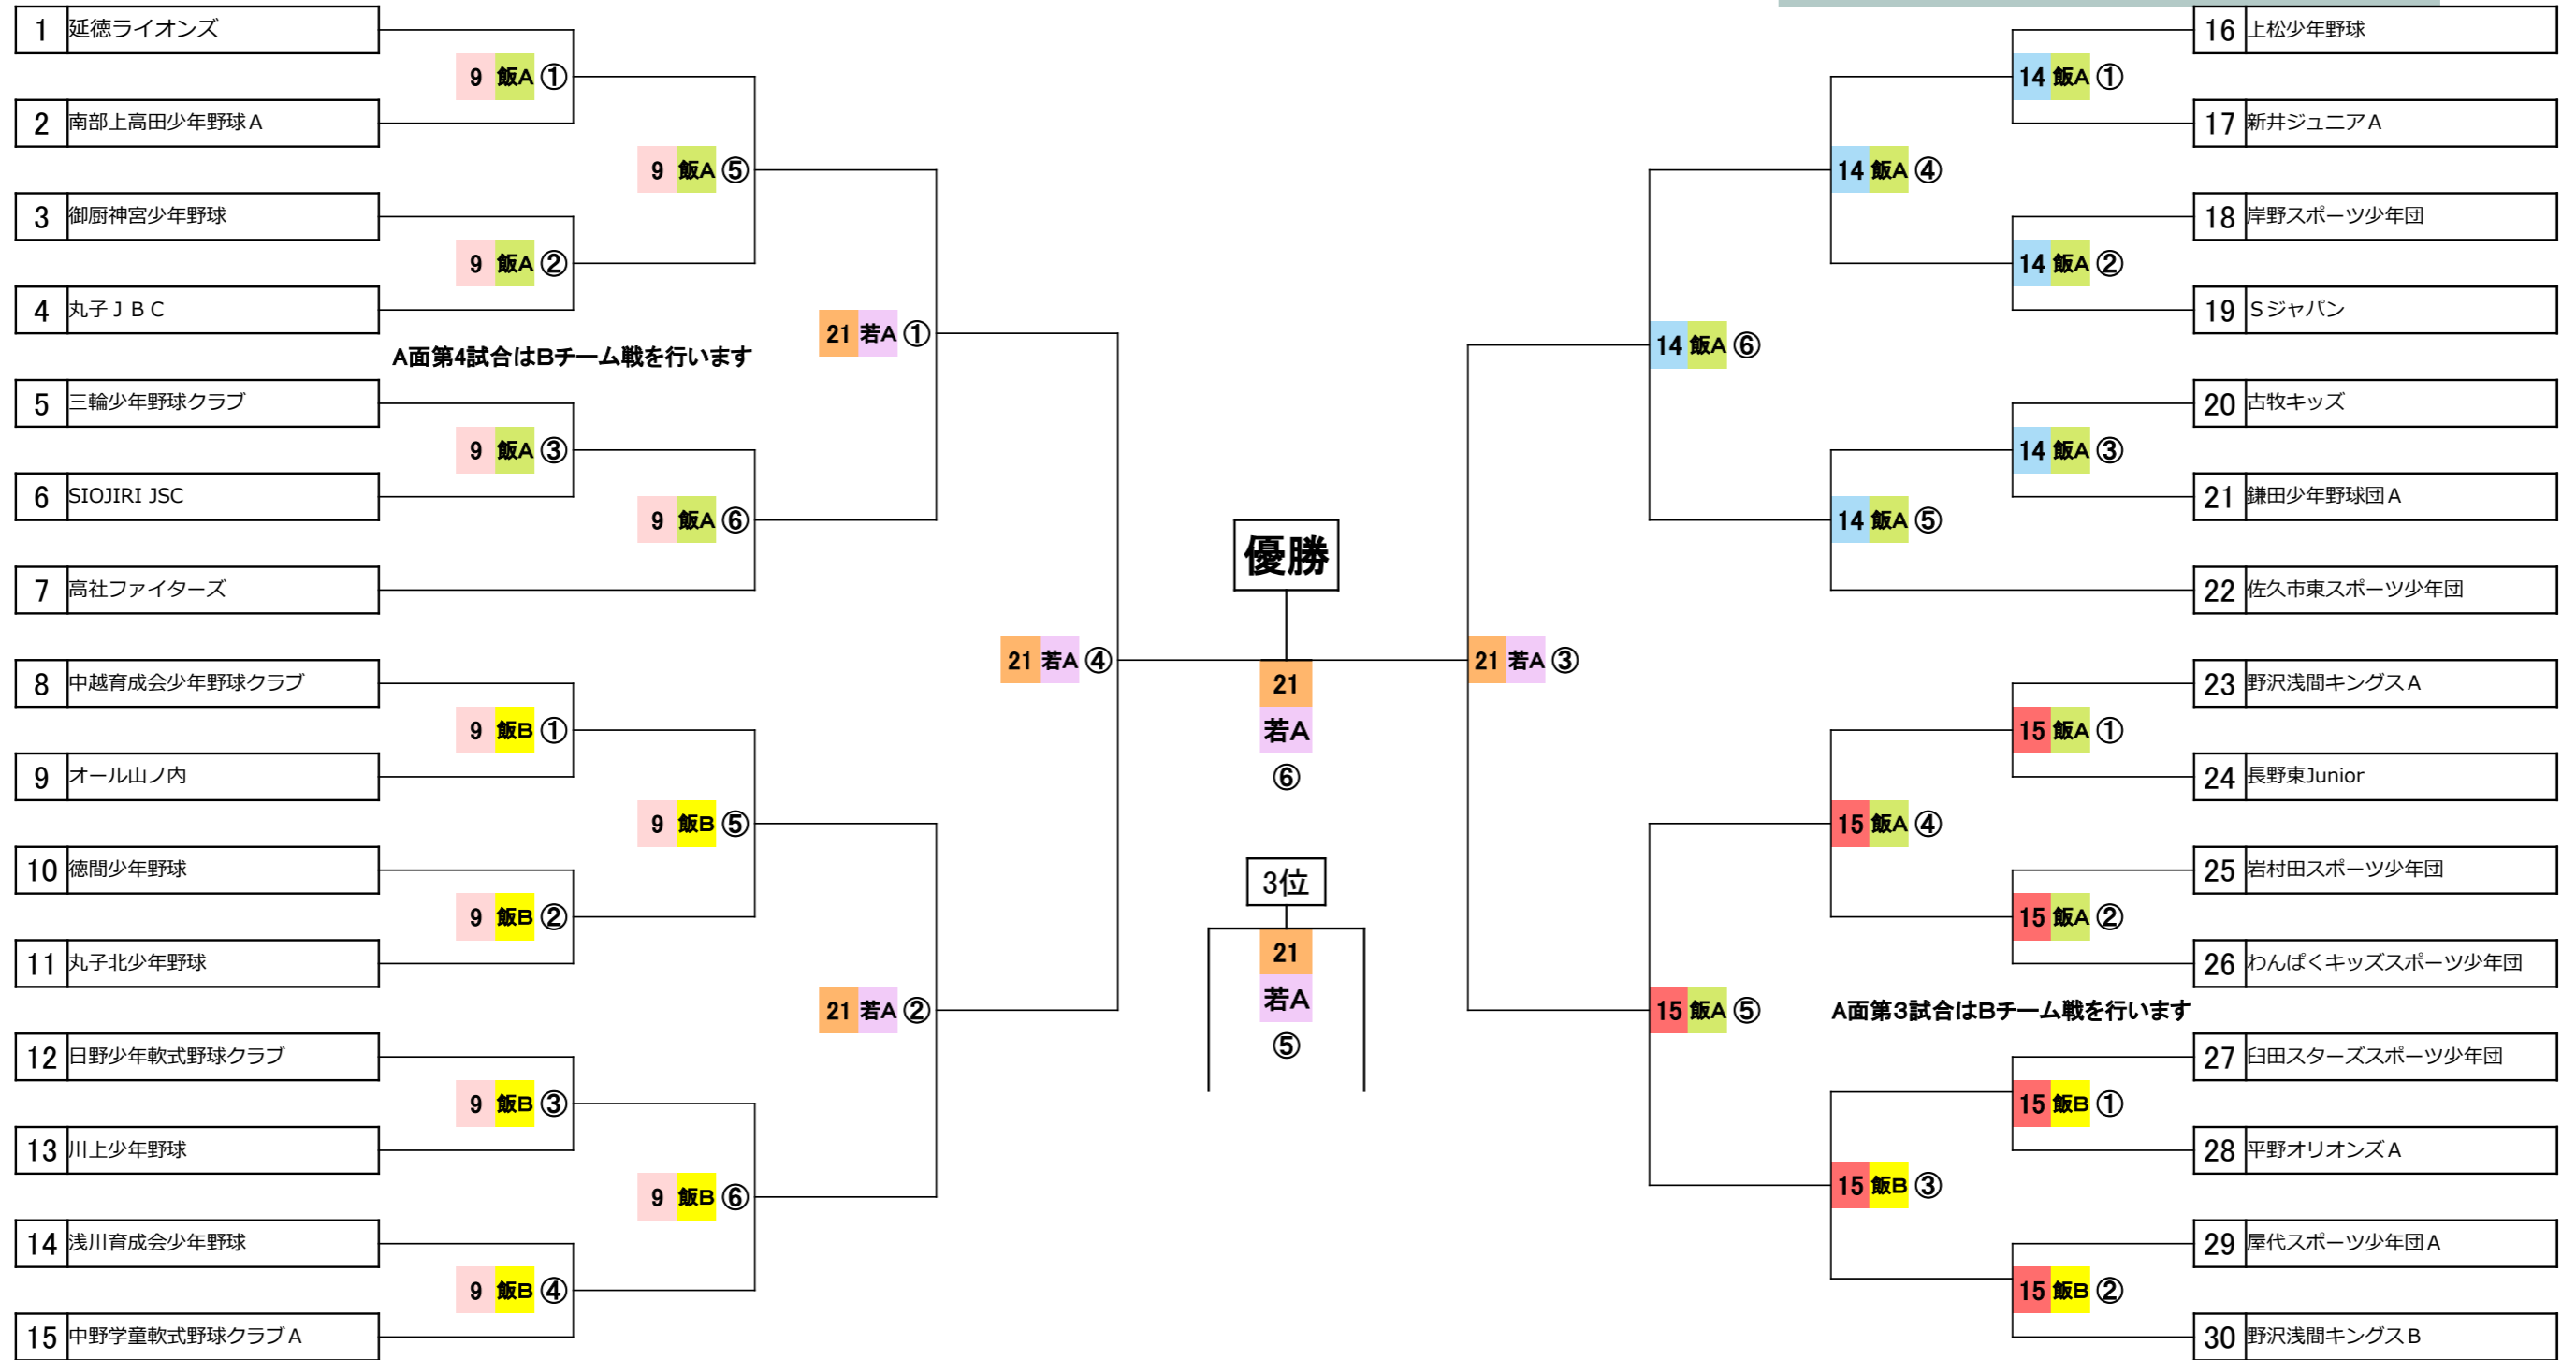 1 延徳ライオンズ
9 飯A ①
2 南部上高田少年野球A
9 飯A ⑤
3 御厨神宮少年野球
9 飯A ②
4 丸子JBC
21 若A ①
A面第4試合はBチーム戦を行います
5 三輪少年野球クラブ
9 飯A ③
6 SIOJIRI JSC
9 飯A ⑥
7 高社ファイターズ
21 若A ④
8 中越育成会少年野球クラブ
9 飯B ①
9 オール山ノ内
9 飯B ⑤
10 徳間少年野球
9 飯B ②
11 丸子北少年野球
21 若A ②
12 日野少年軟式野球クラブ
9 飯B ③
13 川上少年野球
9 飯B ⑥
14 浅川育成会少年野球
9 飯B ④
15 中野学童軟式野球クラブA
優勝
21
若A
⑥
3位
21
若A
⑤
16 上松少年野球
14 飯A ①
17 新井ジュニアA
14 飯A ④
18 岸野スポーツ少年団
14 飯A ②
19 Sジャパン
14 飯A ⑥
20 古牧キッズ
14 飯A ③
21 鎌田少年野球団A
14 飯A ⑤
22 佐久市東スポーツ少年団
21 若A ③
23 野沢浅間キングスA
15 飯A ①
24 長野東Junior
15 飯A ④
25 岩村田スポーツ少年団
15 飯A ②
26 わんぱくキッズスポーツ少年団
15 飯A ⑤
A面第3試合はBチーム戦を行います
27 臼田スターズスポーツ少年団
15 飯B ①
28 平野オリオンズA
15 飯B ③
29 屋代スポーツ少年団A
15 飯B ②
30 野沢浅間キングスB